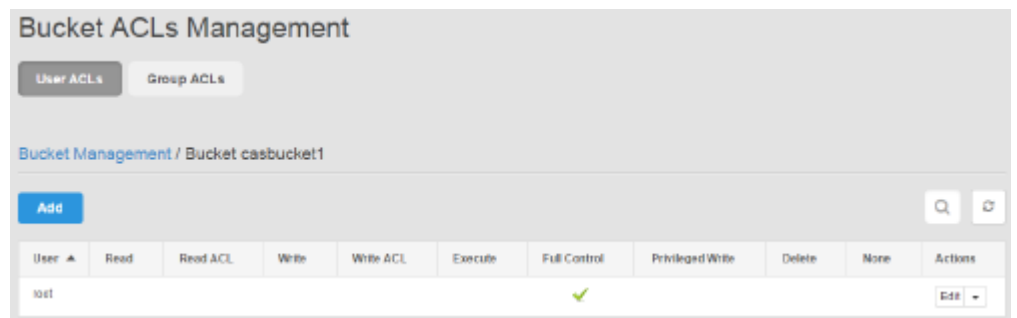 Bucket ACLs Management
User ACLs Group ACLs
Bucket Management / Bucket casbucket1
Add
User Read Read ACL Write Write ACL Execute Full Control Privileged Write Delete None Actions
root Edit